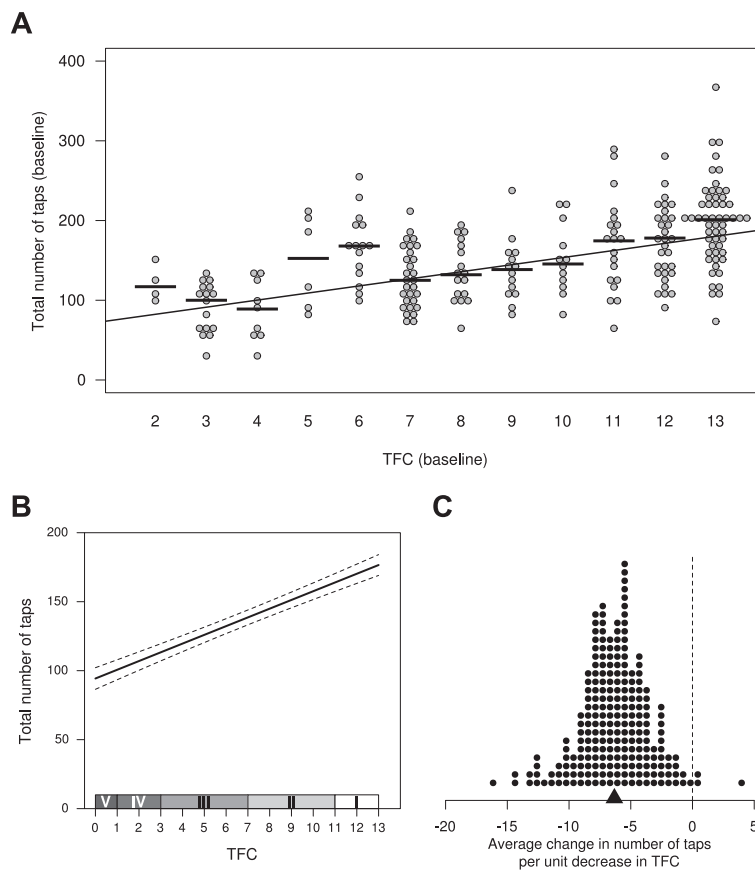 A
Total number of taps (baseline)
400
300
200
100
0
2 3 4 5 6 7 8 9 10 11 12 13
TFC (baseline)
B
Total number of taps
200
150
100
50
0
V IV III II I
0 1 2 3 4 5 6 7 8 9 10 11 12 13
TFC
C
-20 -15 -10 -5 0 5
Average change in number of taps
per unit decrease in TFC